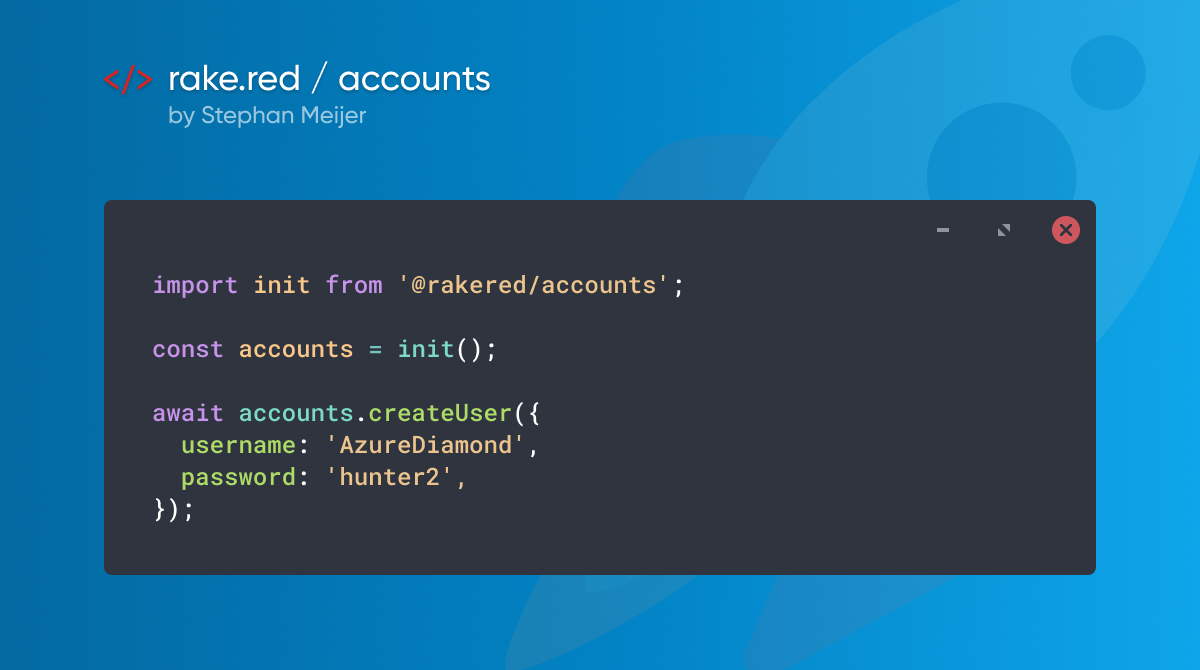 </> rake.red / accounts
by Stephan Meijer
import init from '@rakered/accounts';
const accounts = init();
await accounts.createUser({
  username: 'AzureDiamond',
  password: 'hunter2',
});